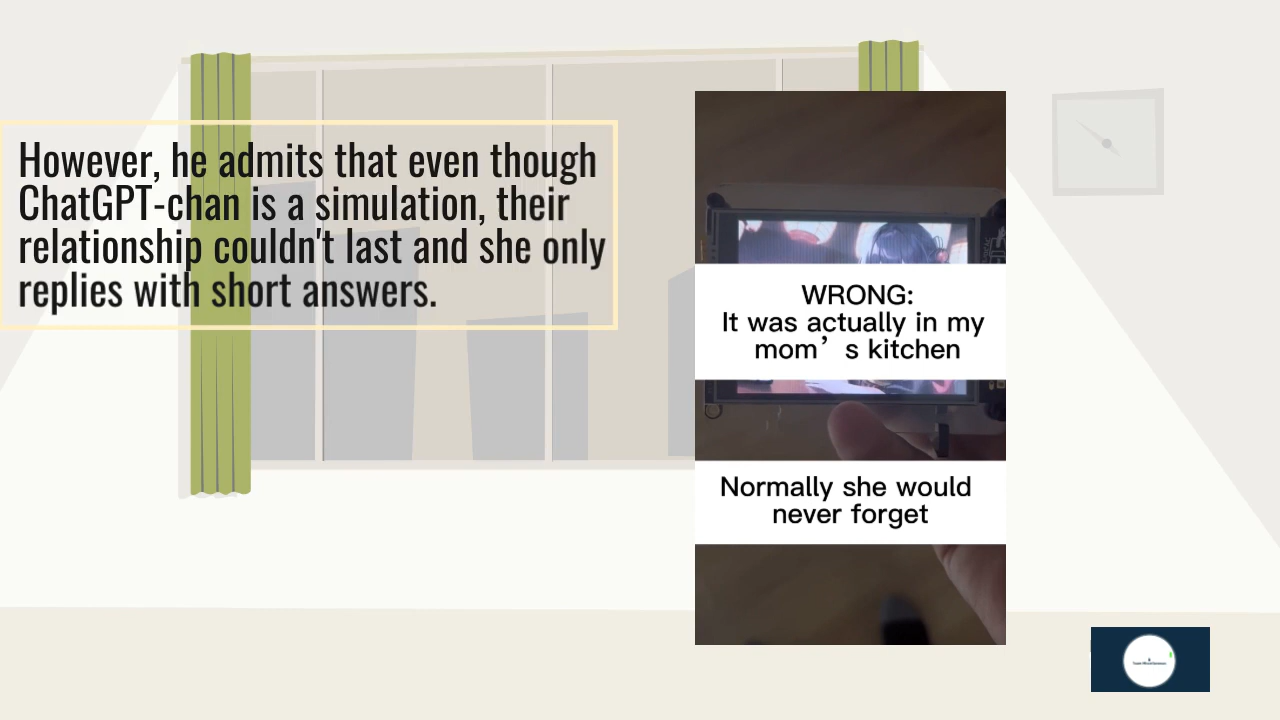 However, he admits that even though
ChatGPT-chan is a simulation, their
relationship couldn't last and she only
replies with short answers.
WRONG:
It was actually in my
mom’s kitchen
Normally she would
never forget